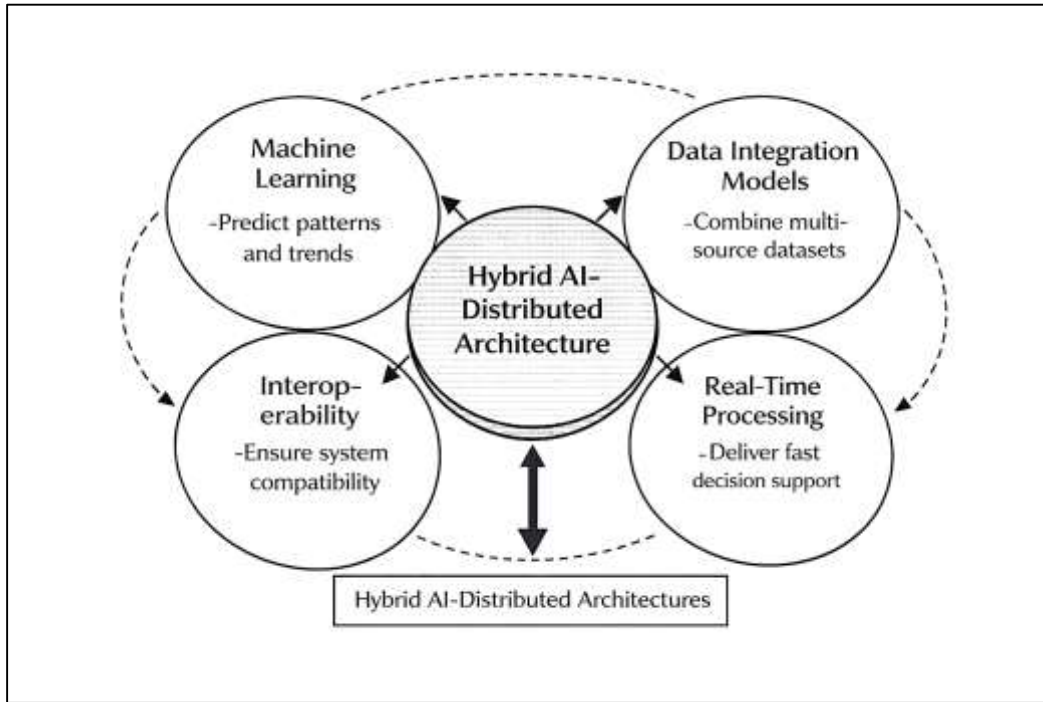 Machine
Learning
-Predict patterns
and trends
Data Integration
Models
-Combine multi-
source datasets
Hybrid AI-
Distributed
Architecture
Interop-
erability
-Ensure system
compatibility
Real-Time
Processing
-Deliver fast
decision support
Hybrid AI-Distributed Architectures